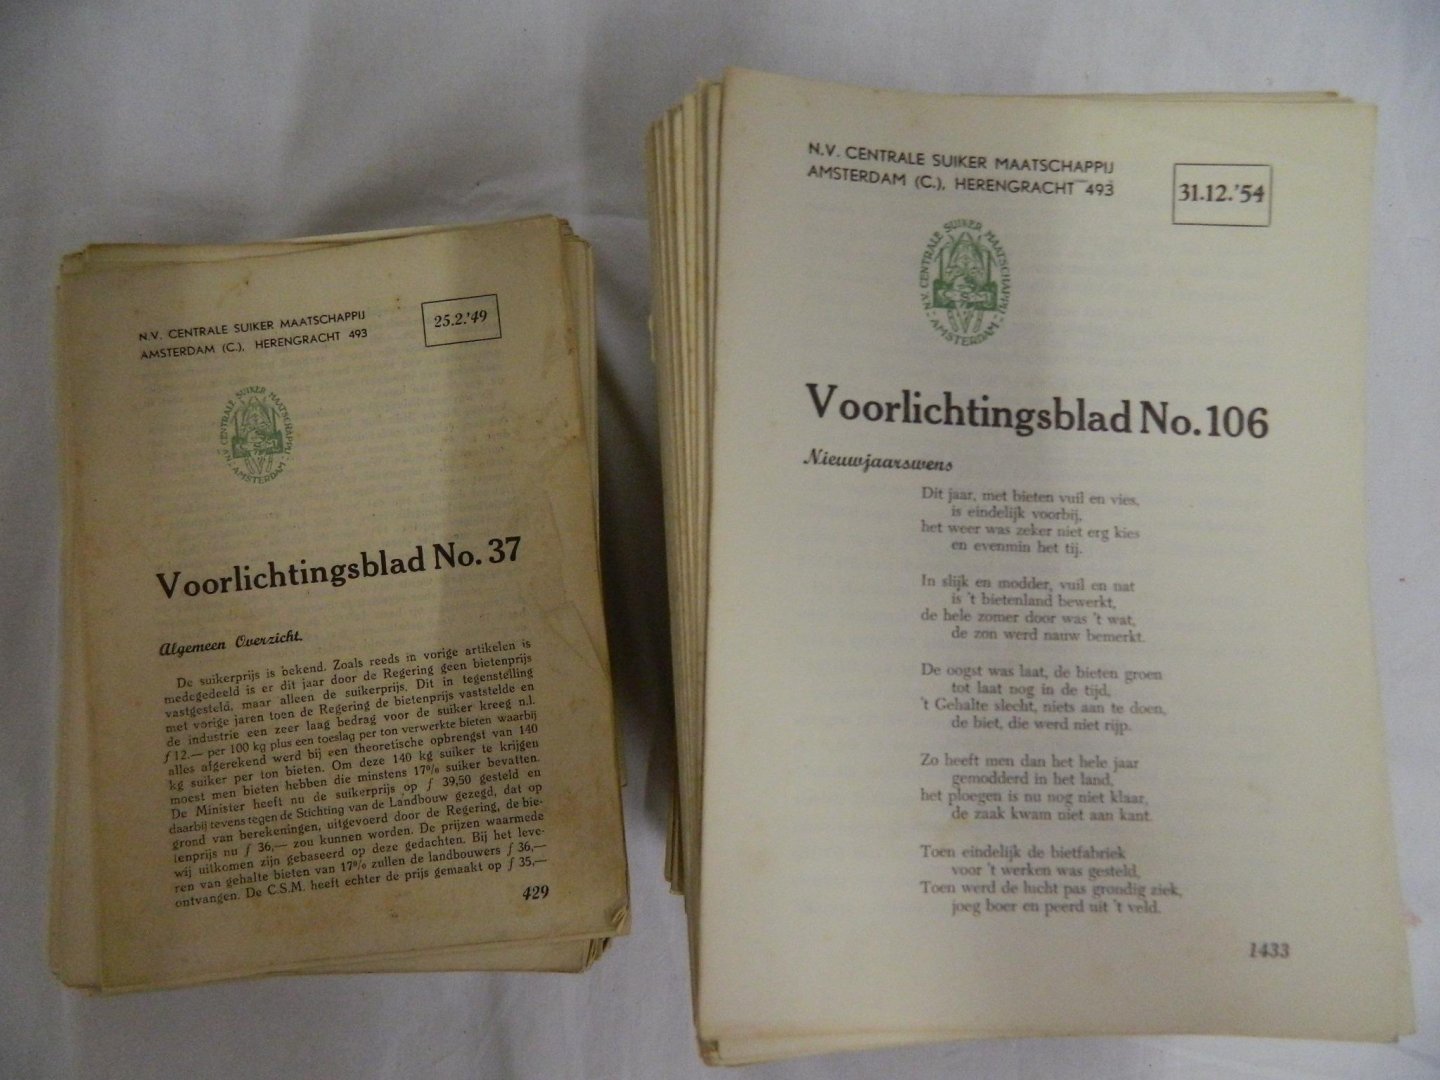 N.V. CENTRALE SUIKER MAATSCHAPPIJ
AMSTERDAM (C.), HERENGRACHT 493
25.2.'49
N.V. CENTRALE SUIKER MAATSCHAPPIJ
AMSTERDAM
Voorlichtingsblad No. 37
Algemeen Overzicht.
De suikerprijs is bekend. Zoals reeds in vorige artikelen is
medegedeeld is er dit jaar door de Regering geen bietenprijs
vastgesteld, maar alleen de suikerprijs. Dit in tegenstelling
met vorige jaren toen de Regering de bietenprijs vaststelde en
de industrie een zeer laag bedrag voor de suiker kreeg n.l.
ƒ 12.— per 100 kg plus een toeslag per ton verwerkte bieten waarbij
alles afgerekend werd bij een theoretische opbrengst van 140
kg suiker per ton bieten. Om deze 140 kg suiker te krijgen
moest men bieten hebben die minstens 17% suiker bevatten.
De Minister heeft nu de suikerprijs op ƒ 39,50 gesteld en
daarbij tevens tegen de Stichting van de Landbouw gezegd, dat op
grond van berekeningen, uitgevoerd door de Regering, de bie-
tenprijs nu ƒ 36,— zou kunnen worden. De prijzen waarmede
wij uitkomen zijn gebaseerd op deze gedachten. Bij het leve-
ren van gehalte bieten van 17% zullen de landbouwers ƒ 36,—
ontvangen. De C.S.M. heeft echter de prijs gemaakt op ƒ 35,—
429
N.V. CENTRALE SUIKER MAATSCHAPPIJ
AMSTERDAM (C.), HERENGRACHT 493
31.12.'54
N.V. CENTRALE SUIKER MAATSCHAPPIJ
AMSTERDAM
Voorlichtingsblad No. 106
Nieuwjaarswens
Dit jaar, met bieten vuil en vies,
is eindelijk voorbij,
het weer was zeker niet erg kies
en evenmin het tij.
In slijk en modder, vuil en nat
is 't bietenland bewerkt,
de hele zomer door was 't wat,
de zon werd nauw bemerkt.
De oogst was laat, de bieten groen
tot laat nog in de tijd,
't Gehalte slecht, niets aan te doen,
de biet, die werd niet rijp.
Zo heeft men dan het hele jaar
gemodderd in het land,
het ploegen is nu nog niet klaar,
de zaak kwam niet aan kant.
Toen eindelijk de bietfabriek
voor 't werken was gesteld,
Toen werd de lucht pas grondig ziek,
joeg boer en peerd uit 't veld.
1433